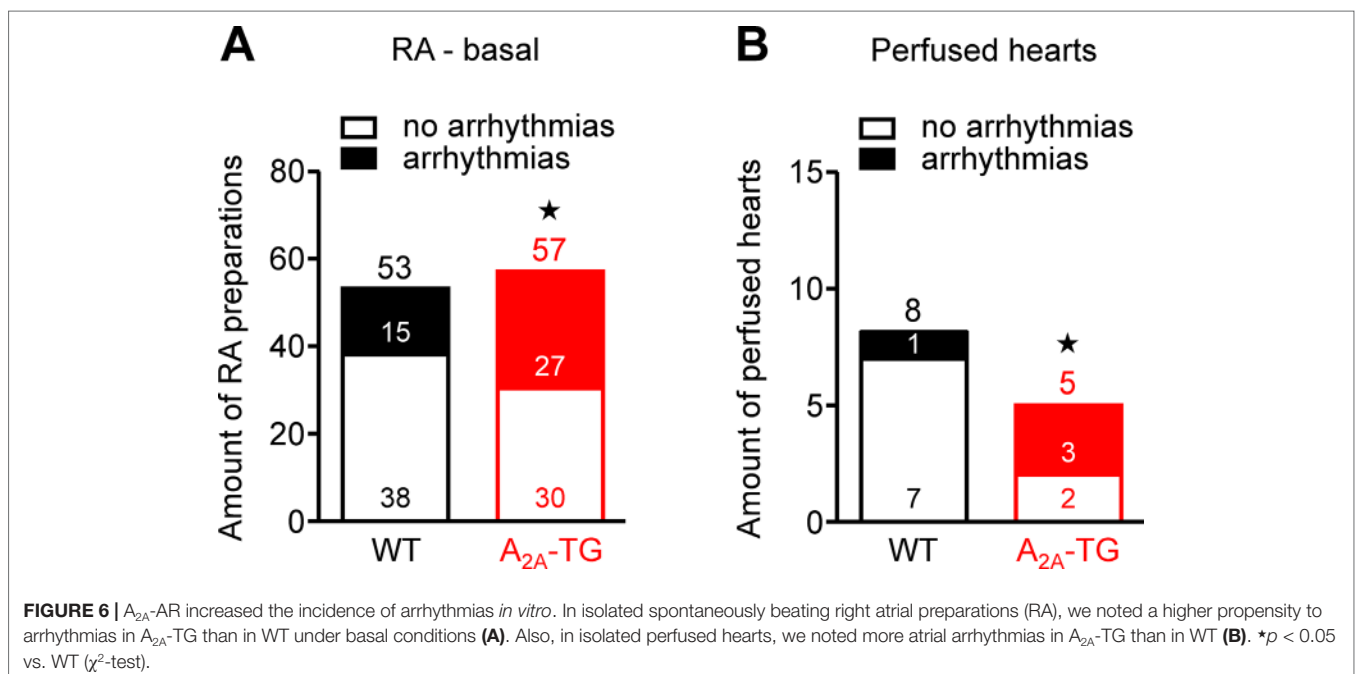 A RA - basal
no arrhythmias
arrhythmias
Amount of RA preparations
80
60
40
20
0
53
15
38
★
57
27
30
WT A₂A-TG
B Perfused hearts
no arrhythmias
arrhythmias
Amount of perfused hearts
15
10
5
0
8
1
7
★
5
3
2
WT A₂A-TG
FIGURE 6 | A₂A-AR increased the incidence of arrhythmias in vitro. In isolated spontaneously beating right atrial preparations (RA), we noted a higher propensity to
arrhythmias in A₂A-TG than in WT under basal conditions (A). Also, in isolated perfused hearts, we noted more atrial arrhythmias in A₂A-TG than in WT (B). ★p < 0.05
vs. WT (χ²-test).